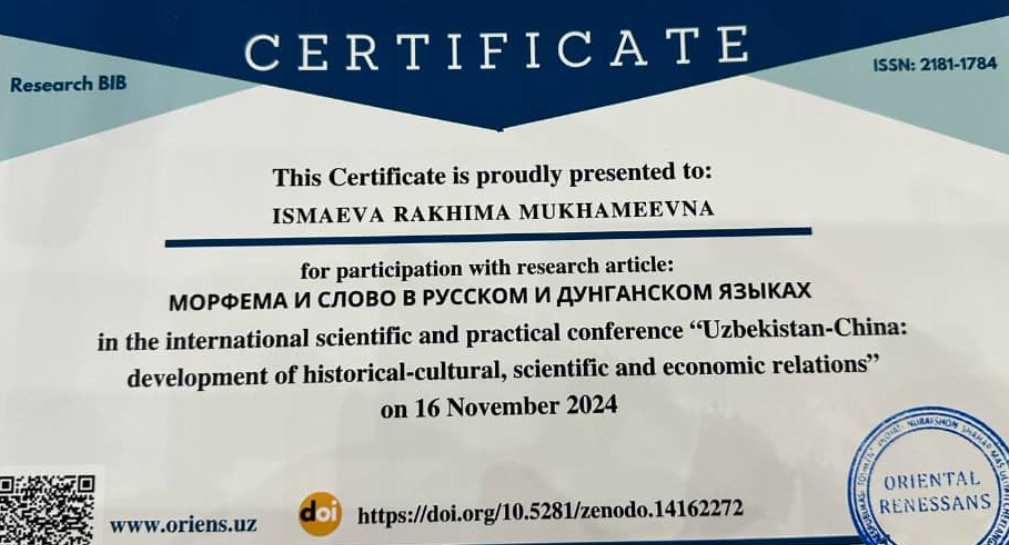 CERTIFICATE
Research BIB
ISSN: 2181-1784
This Certificate is proudly presented to:
ISMAEVA RAKHIMA MUKHAMEEVNA
for participation with research article:
МОРФЕМА И СЛОВО В РУССКОМ И ДУНГАНСКОМ ЯЗЫКАХ
in the international scientific and practical conference “Uzbekistan-China:
development of historical-cultural, scientific and economic relations”
on 16 November 2024
www.oriens.uz
doi
https://doi.org/10.5281/zenodo.14162272
ORIENTAL
RENESSANS